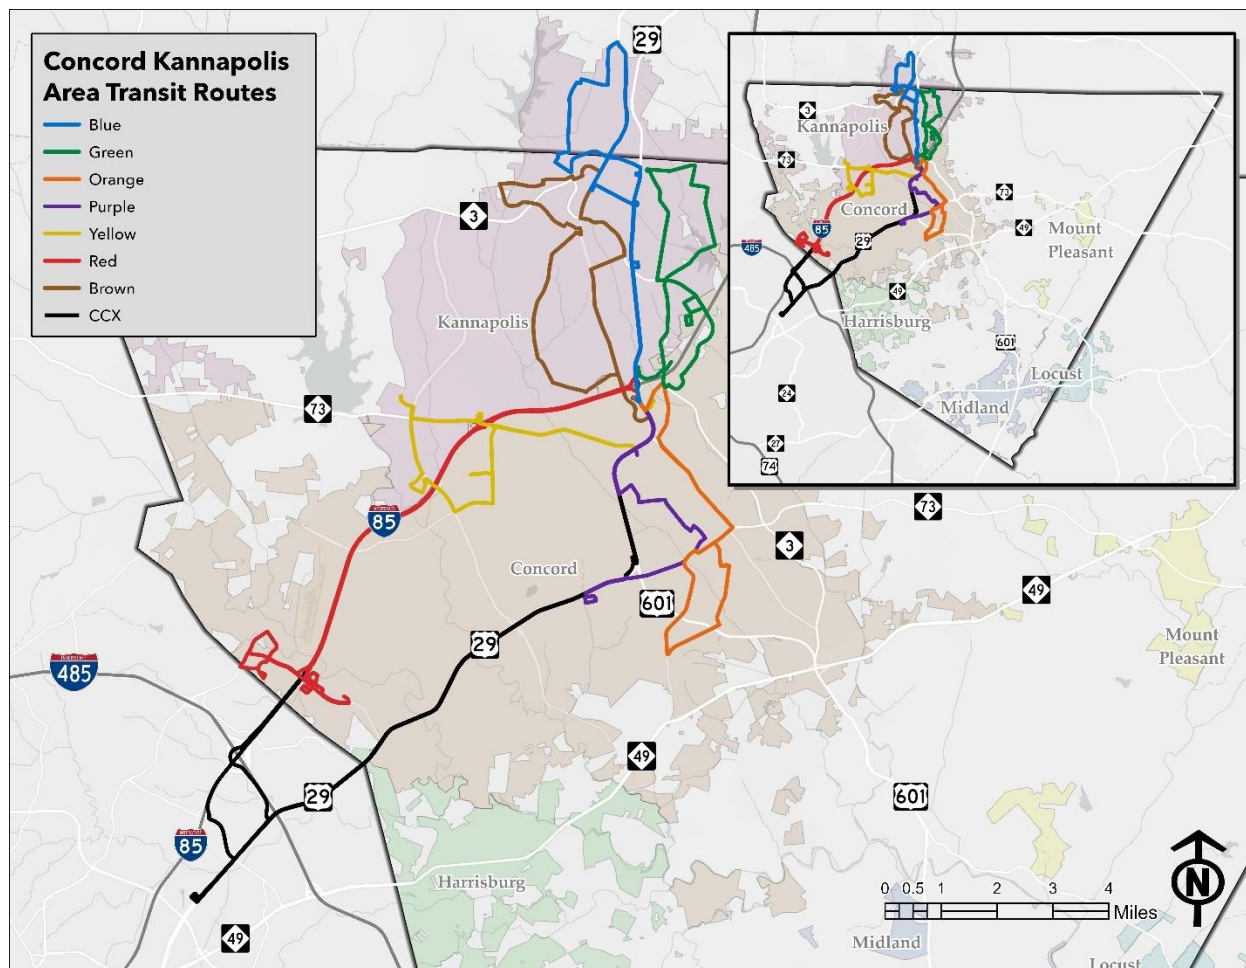 Concord Kannapolis
Area Transit Routes
Blue
Green
Orange
Purple
Yellow
Red
Brown
CCX
29
3
Kannapolis
73
85
Concord
601
29
485
29
85
49
Harrisburg
49
3
73
49
Mount
Pleasant
601
Midland
Locust
0 0.5 1 2 3 4
Miles
N
3
Kannapolis
73
73
Concord
85
29
49
Mount
Pleasant
485
49
Harrisburg
601
Locust
24
Midland
27
74